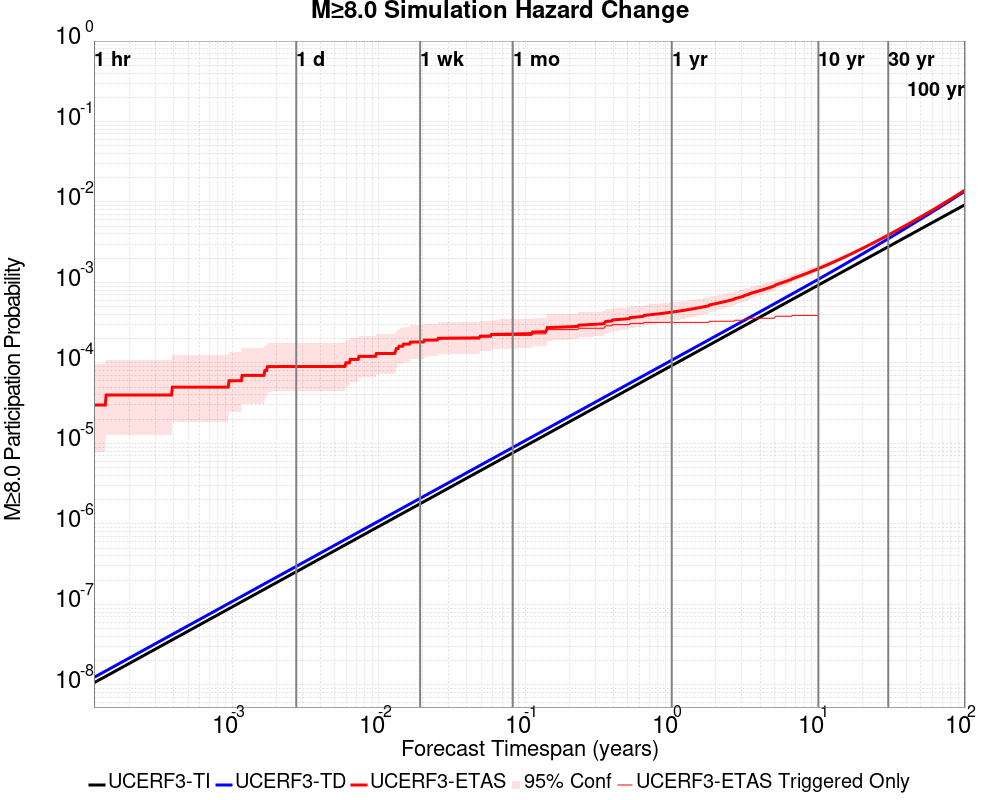 M≥8.0 Simulation Hazard Change
10^0
1 hr 1 d 1 wk 1 mo 1 yr 10 yr 30 yr
100 yr
10^-1
10^-2
10^-3
10^-4
10^-5
10^-6
10^-7
10^-8
M≥8.0 Participation Probability
10^-3 10^-2 10^-1 10^0 10^1 10^2
Forecast Timespan (years)
UCERF3-TI UCERF3-TD UCERF3-ETAS 95% Conf UCERF3-ETAS Triggered Only